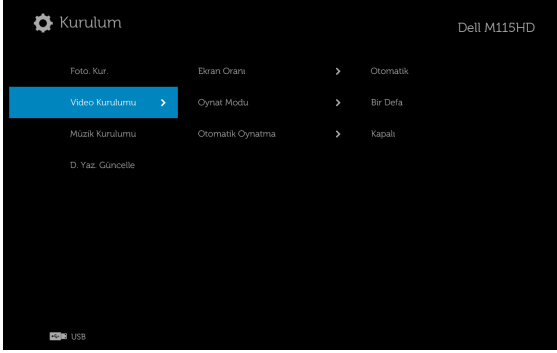 Kurulum
Dell M115HD
Foto. Kur.
Ekran Oranı
Otomatik
Video Kurulumu
Oynat Modu
Bir Defa
Müzik Kurulumu
Otomatik Oynatma
Kapalı
D. Yaz. Güncelle
USB